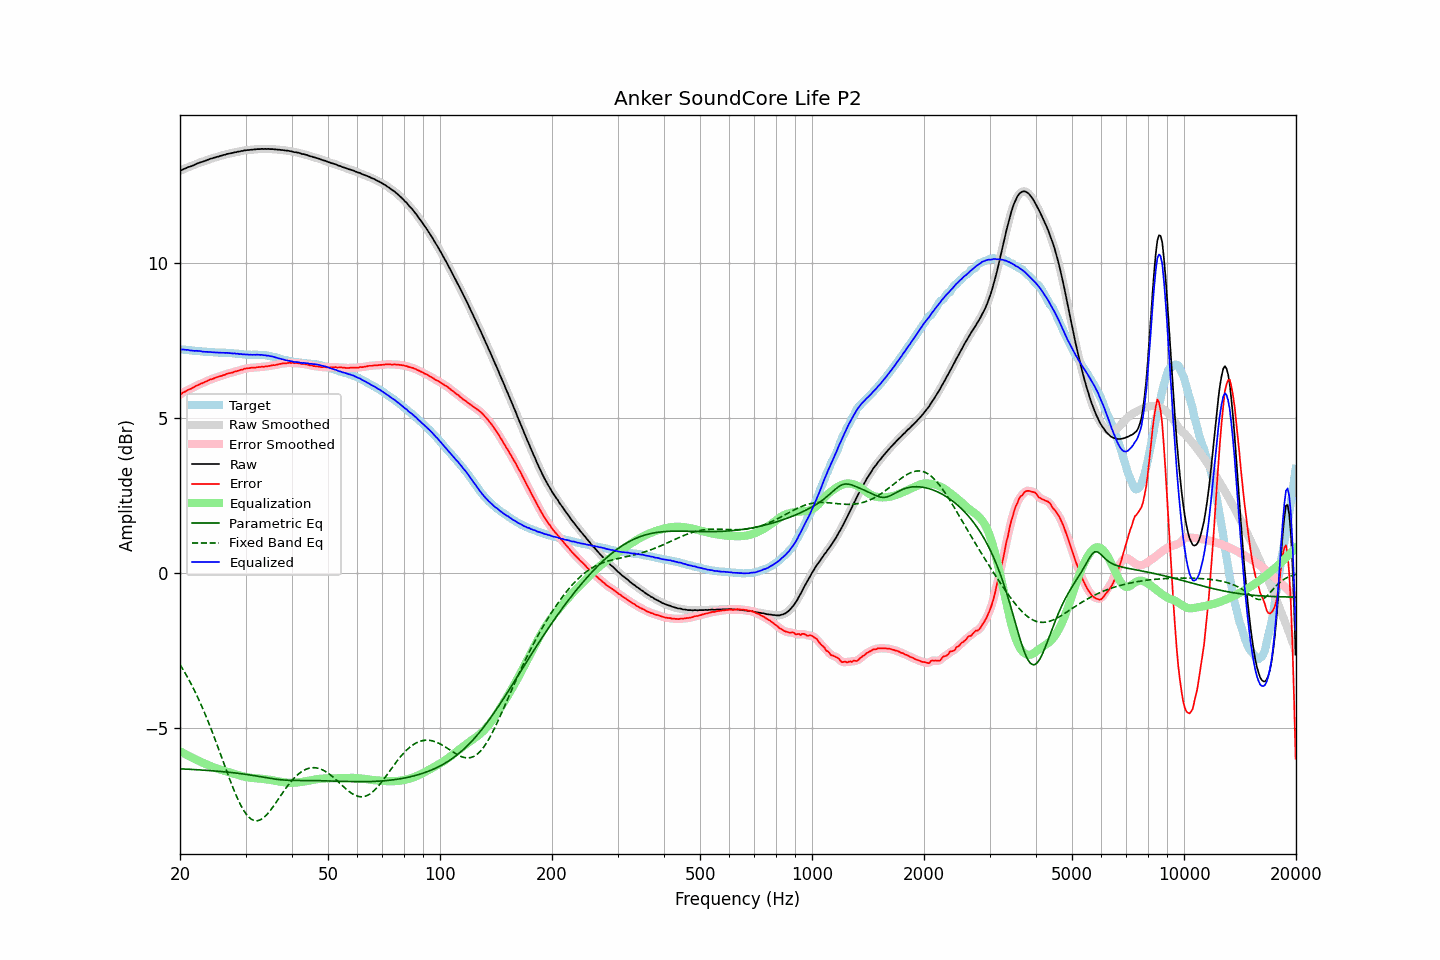 Anker SoundCore Life P2
Amplitude (dBr)
10
5
0
−5
Target
Raw Smoothed
Error Smoothed
Raw
Error
Equalization
Parametric Eq
Fixed Band Eq
Equalized
20 50 100 200 500 1000 2000 5000 10000 20000
Frequency (Hz)